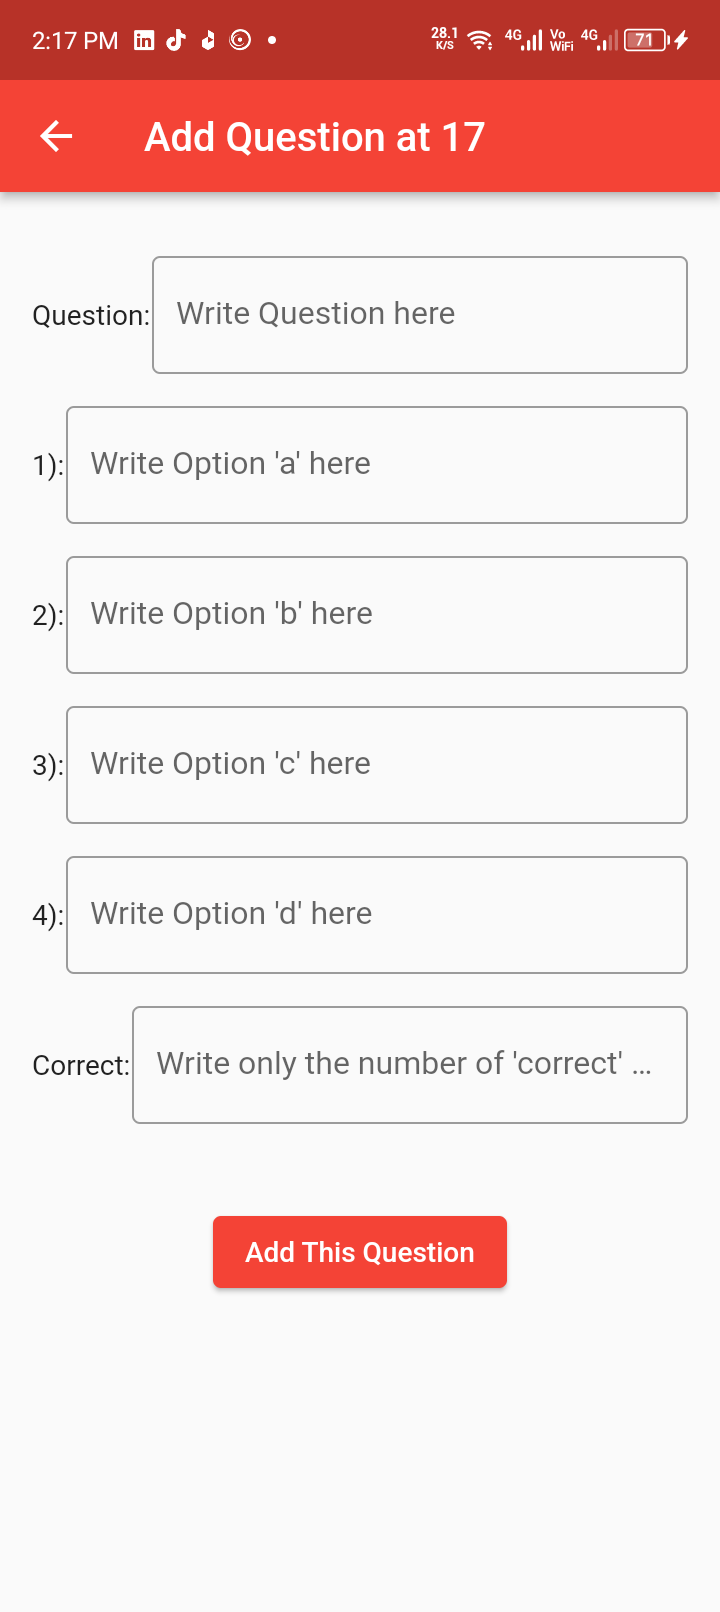 2:17 PM
28.1
K/S
4G
Vo
WiFi
4G
71
Add Question at 17
Question:
Write Question here
1):
Write Option 'a' here
2):
Write Option 'b' here
3):
Write Option 'c' here
4):
Write Option 'd' here
Correct:
Write only the number of 'correct' ...
Add This Question